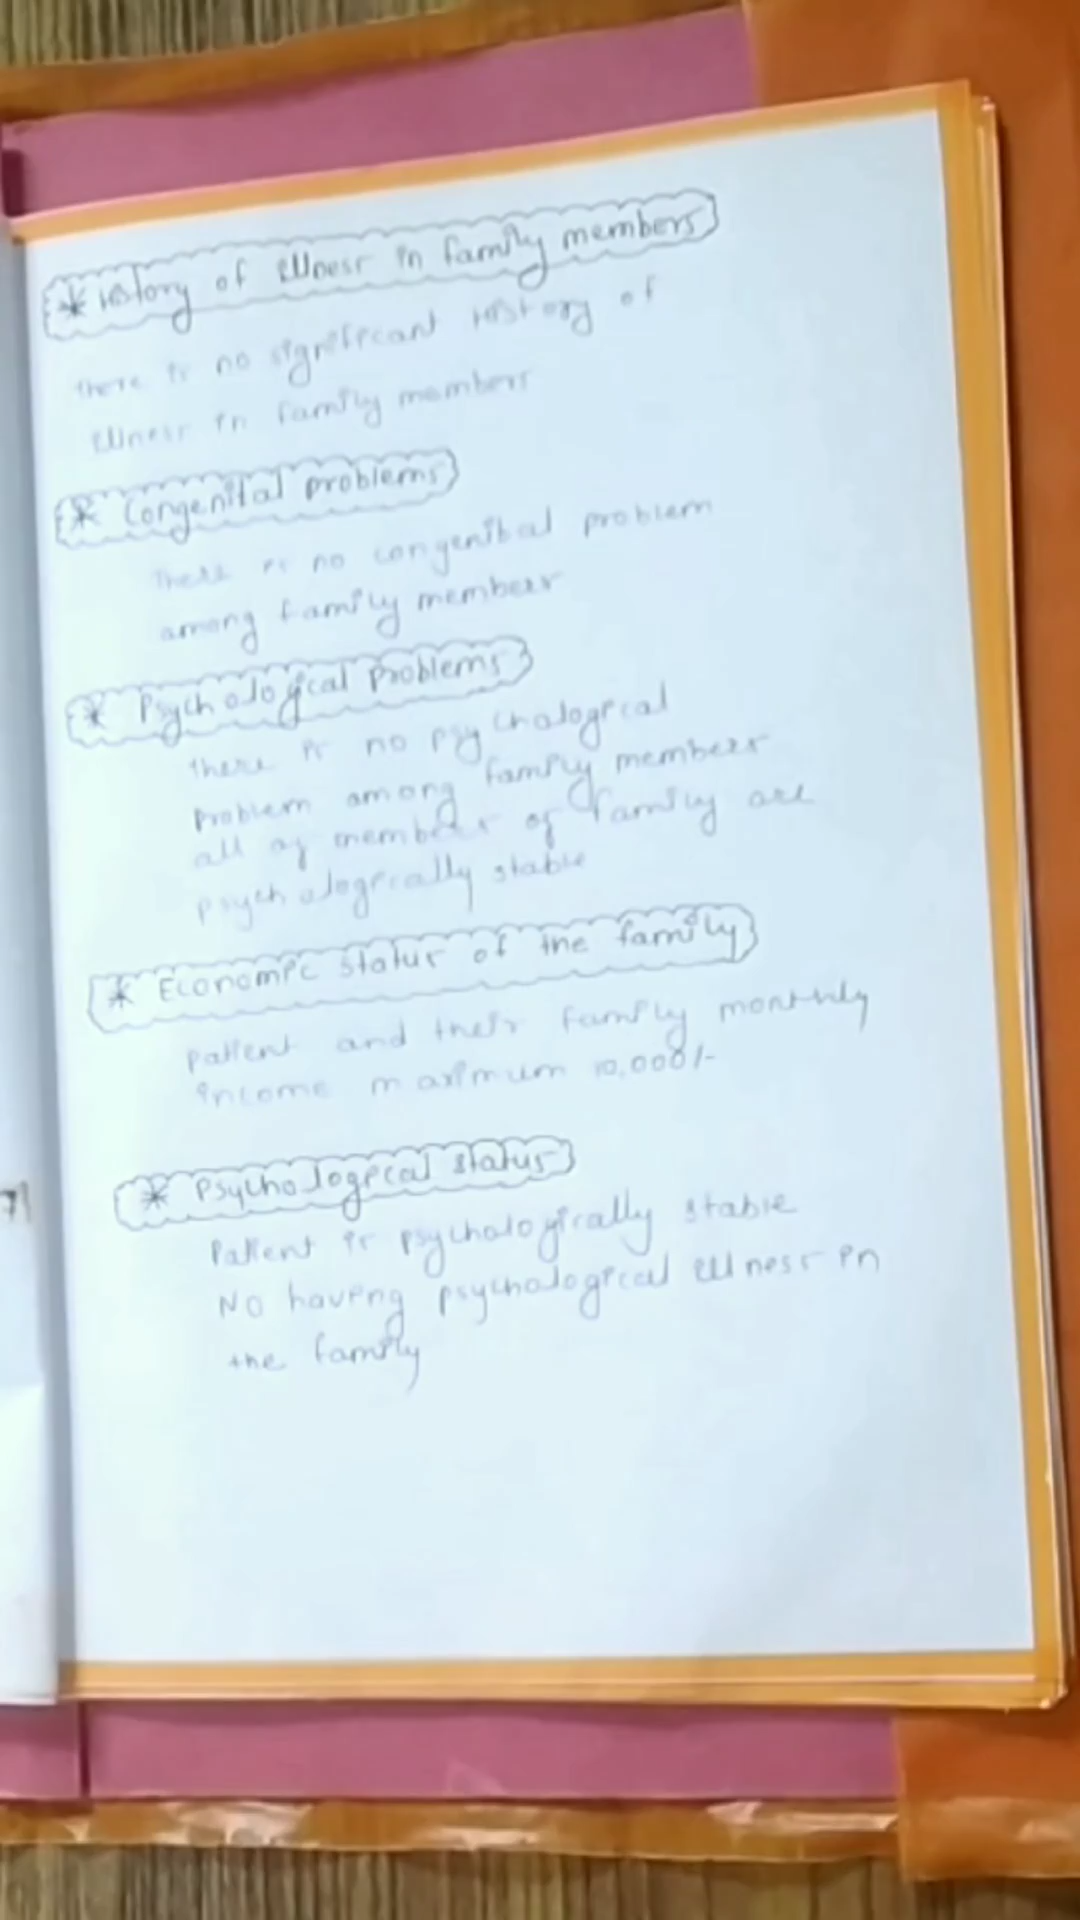 * History of illness in family members
there is no significant history of
illness in family members
* Congenital problems
There is no congenital problem
among family members
* Psychological problems
there is no psychological
problem among family members
all of members of family are
psychologically stable
* Economic status of the family
patient and their family monthly
income maximum 10,000/-
* Psychological status
Patient is psychologically stable
No having psychological illness in
the family